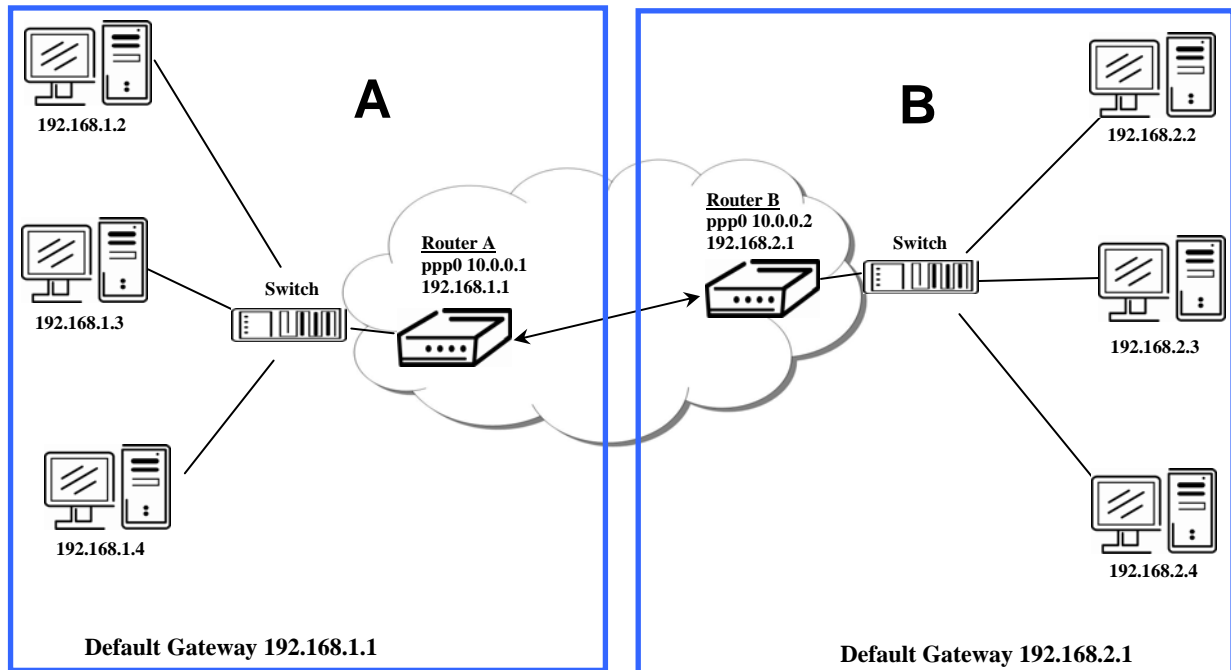 A
192.168.1.2
192.168.1.3
192.168.1.4
Switch
Router A
ppp0 10.0.0.1
192.168.1.1
Default Gateway 192.168.1.1
B
Router B
ppp0 10.0.0.2
192.168.2.1
Switch
192.168.2.2
192.168.2.3
192.168.2.4
Default Gateway 192.168.2.1